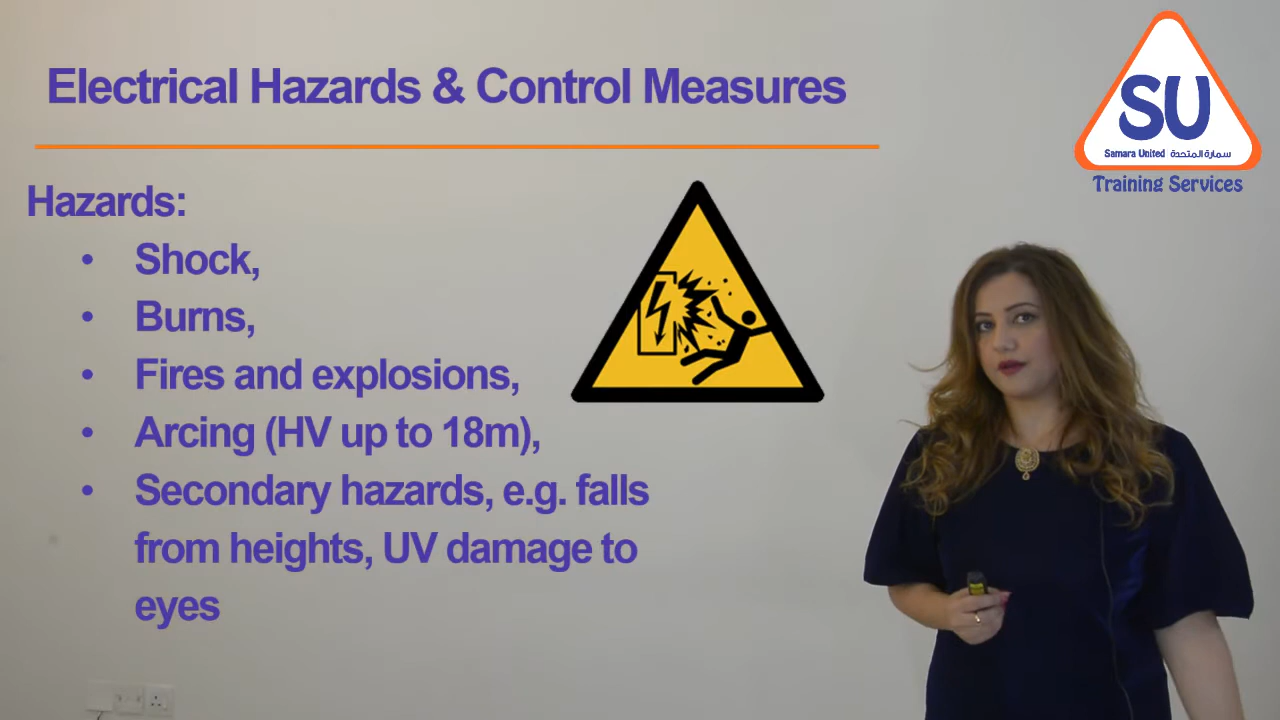 Electrical Hazards & Control Measures
SU
Samara United سمارة المتحدة
Training Services
Hazards:
• Shock,
• Burns,
• Fires and explosions,
• Arcing (HV up to 18m),
• Secondary hazards, e.g. falls
from heights, UV damage to
eyes